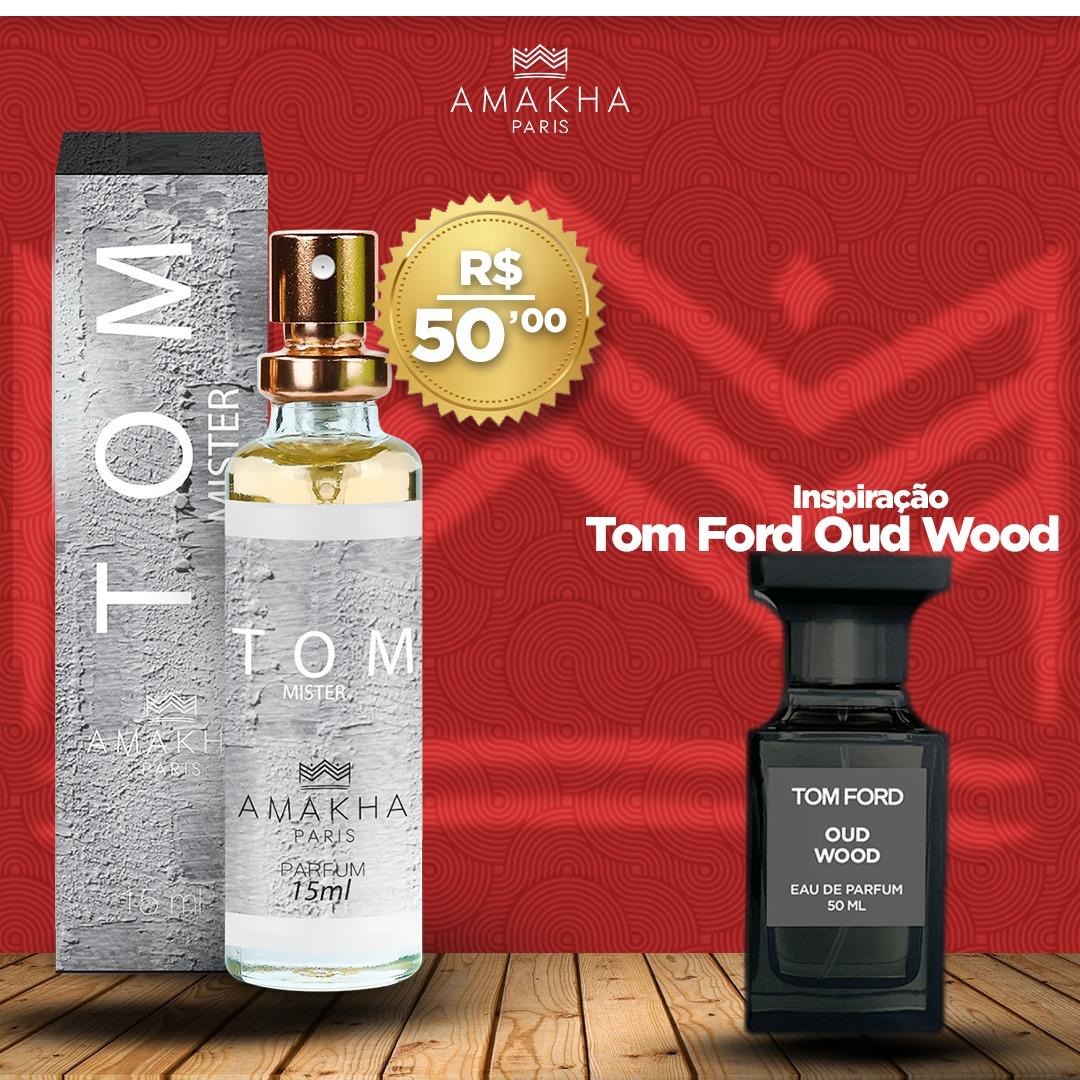 AMAKHA
PARIS
TOM
MISTER
AMAKH
PARIS
15 ml
R$
50,00
TOM
MISTER
AMAKHA
PARIS
PARFUM
15ml
Inspiração
Tom Ford Oud Wood
TOM FORD
OUD
WOOD
EAU DE PARFUM
50 ML